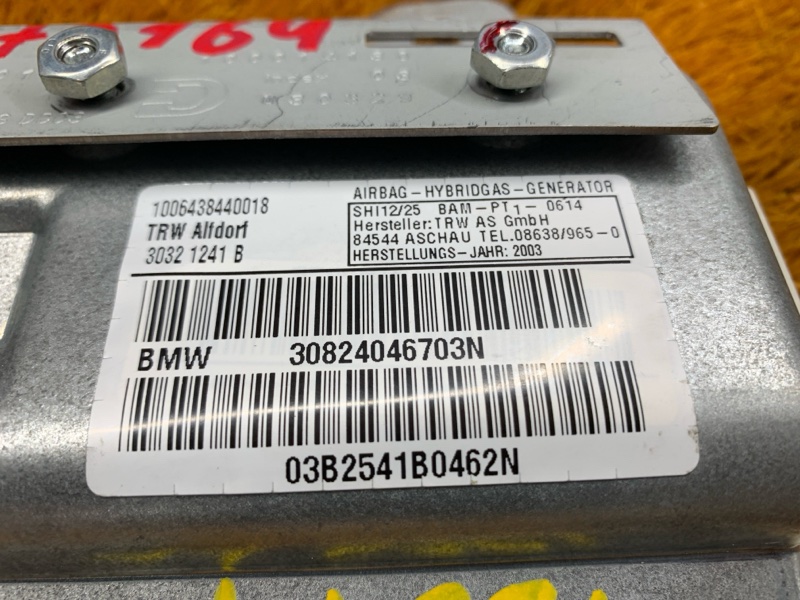 164
1006438440018
TRW Alfdorf
3032 1241 B
AIRBAG-HYBRIDGAS-GENERATOR
SHI12/25 BAM-PT1-0614
Hersteller:TRW AS GmbH
84544 ASCHAU TEL.08638/965-0
HERSTELLUNGS-JAHR: 2003
BMW 30824046703N
03B2541B0462N